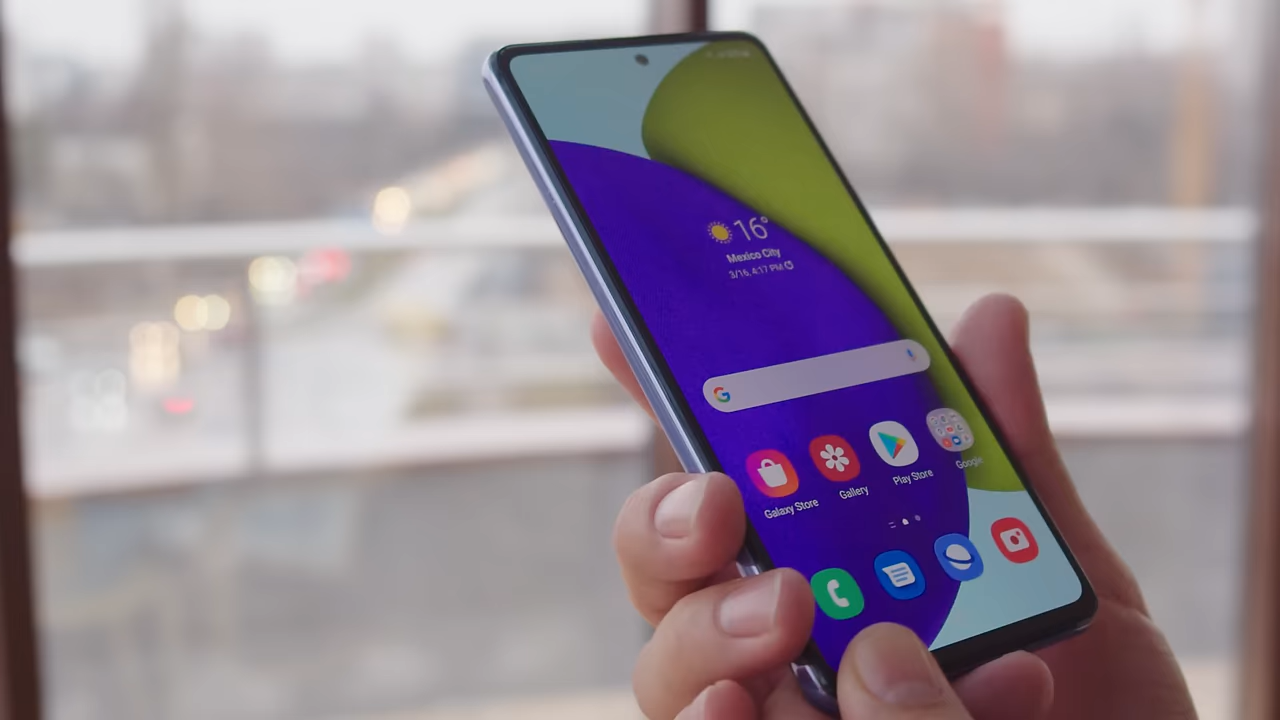 16°
Mexico City
3/16, 4:17 PM
G
Galaxy Store
Gallery
Play Store
Google